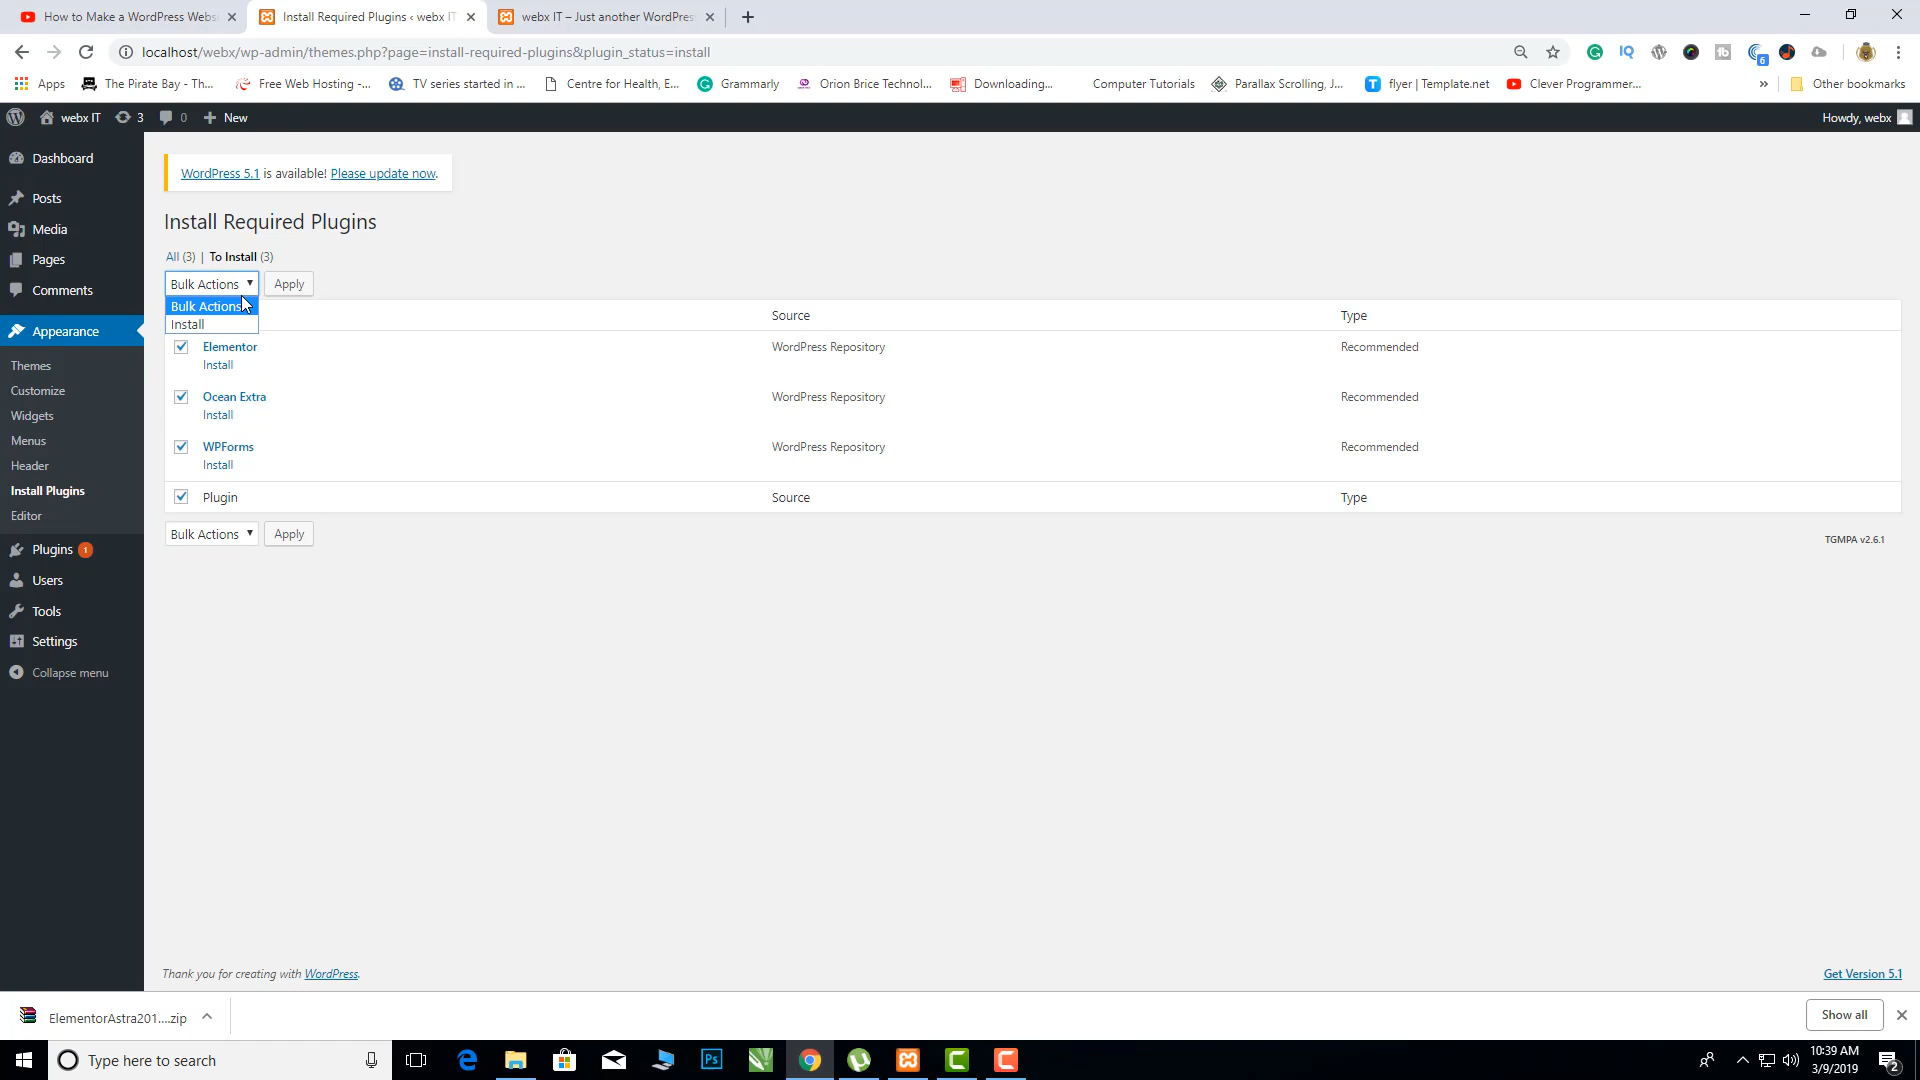 How to Make a WordPress Webs
Install Required Plugins ‹ webx IT
webx IT – Just another WordPres
localhost/webx/wp-admin/themes.php?page=install-required-plugins&plugin_status=install
6
Apps
The Pirate Bay - Th...
Free Web Hosting -...
TV series started in ...
Centre for Health, E...
Grammarly
Orion Brice Technol...
Downloading...
Computer Tutorials
Parallax Scrolling, J...
flyer | Template.net
Clever Programmer...
»
Other bookmarks
webx IT
3
0
New
Howdy, webx
Dashboard
Posts
Media
Pages
Comments
Appearance
Themes
Customize
Widgets
Menus
Header
Install Plugins
Editor
Plugins 1
Users
Tools
Settings
Collapse menu
WordPress 5.1 is available! Please update now.
Install Required Plugins
All (3) | To Install (3)
Bulk Actions
Apply
Bulk Actions
Install
Source
Type
Elementor
WordPress Repository
Recommended
Install
Ocean Extra
WordPress Repository
Recommended
Install
WPForms
WordPress Repository
Recommended
Install
Plugin
Source
Type
Bulk Actions
Apply
TGMPA v2.6.1
Thank you for creating with WordPress.
Get Version 5.1
ElementorAstra201....zip
Show all
Type here to search
Ps
10:39 AM
3/9/2019
2